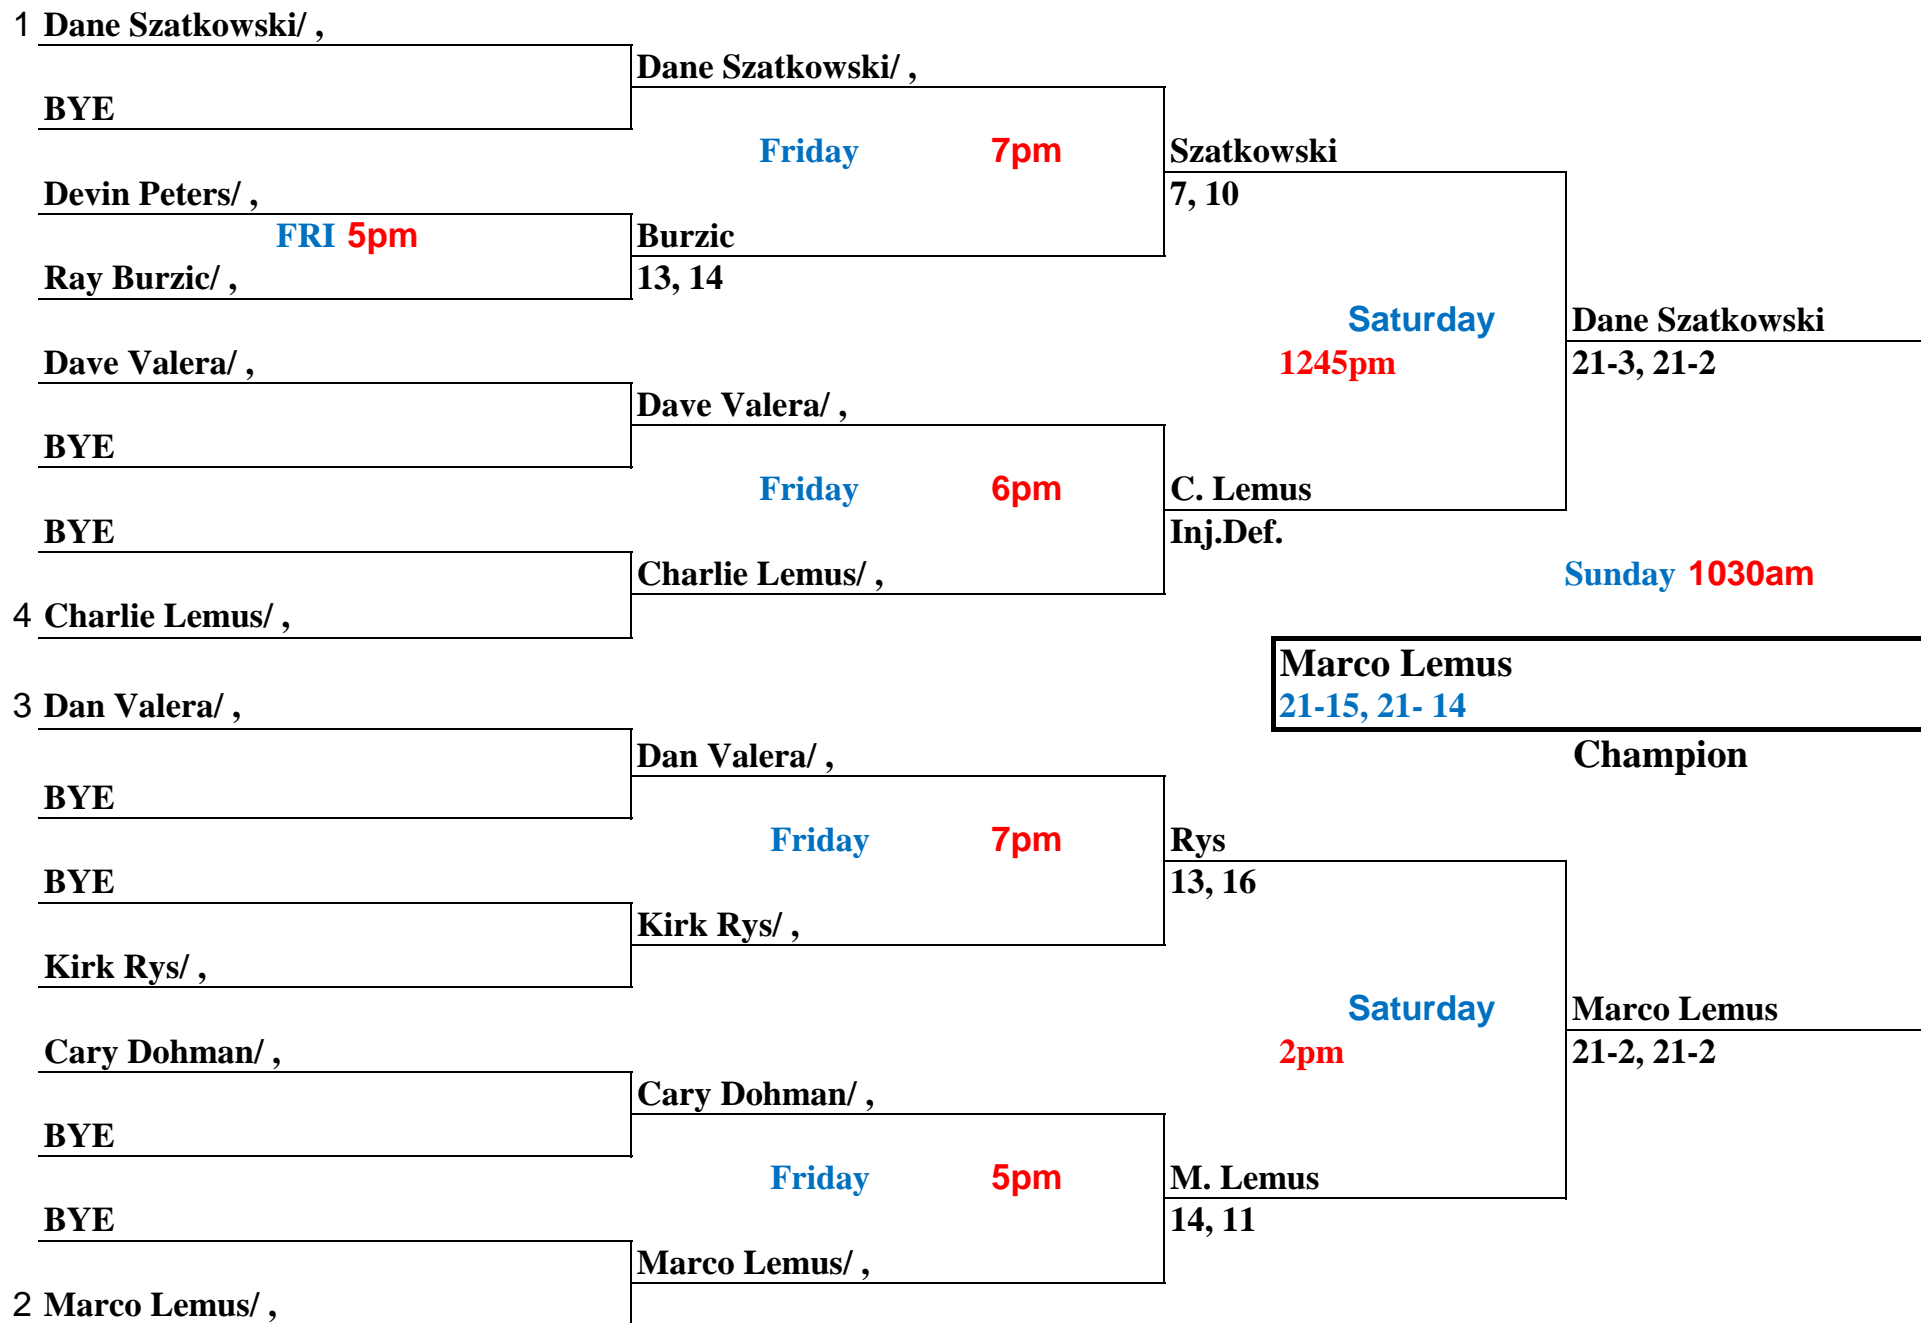 1 Dane Szatkowski/ ,
Dane Szatkowski/ ,
BYE
Friday 7pm Szatkowski
Devin Peters/ , 7, 10
FRI 5pm Burzic
Ray Burzic/ , 13, 14
Saturday Dane Szatkowski
Dave Valera/ , 1245pm 21-3, 21-2
Dave Valera/ ,
BYE
Friday 6pm C. Lemus
BYE Inj.Def.
Charlie Lemus/ , Sunday 1030am
4 Charlie Lemus/ ,
Marco Lemus
3 Dan Valera/ , 21-15, 21- 14
Dan Valera/ , Champion
BYE
Friday 7pm Rys
BYE 13, 16
Kirk Rys/ ,
Kirk Rys/ ,
Saturday Marco Lemus
Cary Dohman/ , 2pm 21-2, 21-2
Cary Dohman/ ,
BYE
Friday 5pm M. Lemus
BYE 14, 11
Marco Lemus/ ,
2 Marco Lemus/ ,